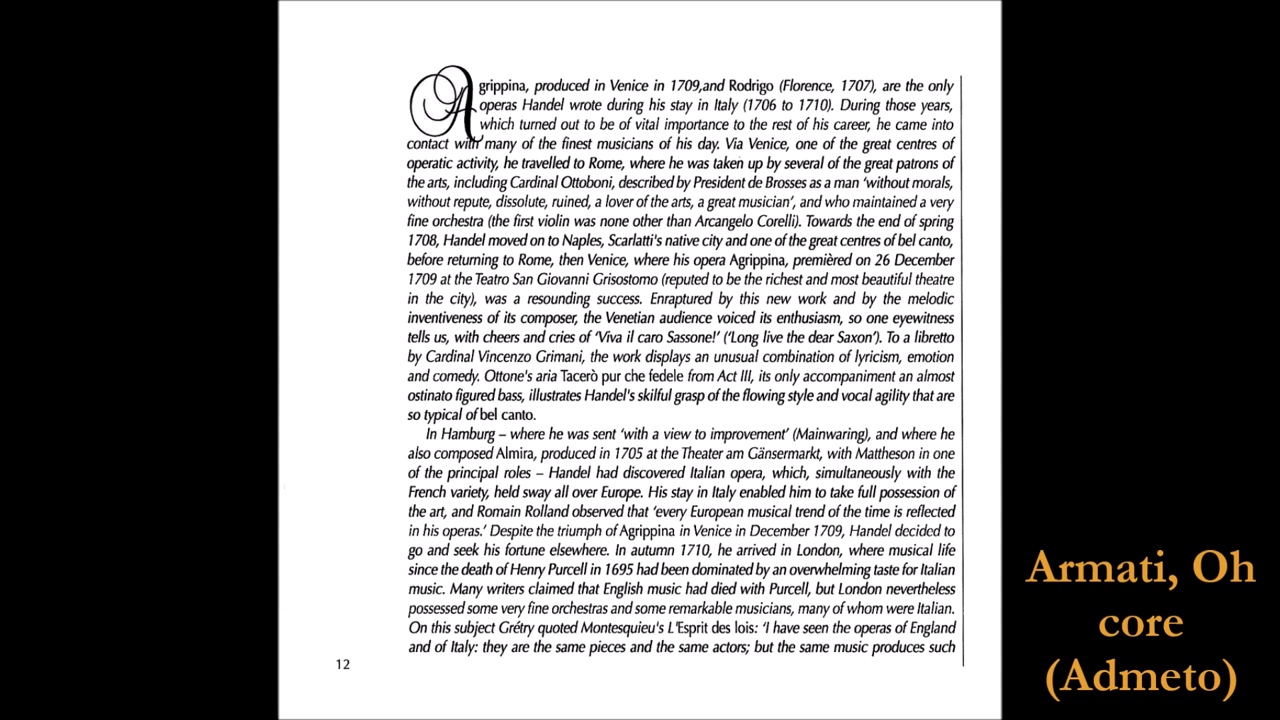 Agrippina, produced in Venice in 1709,and Rodrigo (Florence, 1707), are the only
operas Handel wrote during his stay in Italy (1706 to 1710). During those years,
which turned out to be of vital importance to the rest of his career, he came into
contact with many of the finest musicians of his day. Via Venice, one of the great centres of
operatic activity, he travelled to Rome, where he was taken up by several of the great patrons of
the arts, including Cardinal Ottoboni, described by President de Brosses as a man ‘without morals,
without repute, dissolute, ruined, a lover of the arts, a great musician’, and who maintained a very
fine orchestra (the first violin was none other than Arcangelo Corelli). Towards the end of spring
1708, Handel moved on to Naples, Scarlatti's native city and one of the great centres of bel canto,
before returning to Rome, then Venice, where his opera Agrippina, premièred on 26 December
1709 at the Teatro San Giovanni Grisostomo (reputed to be the richest and most beautiful theatre
in the city), was a resounding success. Enraptured by this new work and by the melodic
inventiveness of its composer, the Venetian audience voiced its enthusiasm, so one eyewitness
tells us, with cheers and cries of ‘Viva il caro Sassone!’ (‘Long live the dear Saxon’). To a libretto
by Cardinal Vincenzo Grimani, the work displays an unusual combination of lyricism, emotion
and comedy. Ottone's aria Tacerò pur che fedele from Act III, its only accompaniment an almost
ostinato figured bass, illustrates Handel's skilful grasp of the flowing style and vocal agility that are
so typical of bel canto.
In Hamburg – where he was sent ‘with a view to improvement’ (Mainwaring), and where he
also composed Almira, produced in 1705 at the Theater am Gänsermarkt, with Mattheson in one
of the principal roles – Handel had discovered Italian opera, which, simultaneously with the
French variety, held sway all over Europe. His stay in Italy enabled him to take full possession of
the art, and Romain Rolland observed that ‘every European musical trend of the time is reflected
in his operas.’ Despite the triumph of Agrippina in Venice in December 1709, Handel decided to
go and seek his fortune elsewhere. In autumn 1710, he arrived in London, where musical life
since the death of Henry Purcell in 1695 had been dominated by an overwhelming taste for Italian
music. Many writers claimed that English music had died with Purcell, but London nevertheless
possessed some very fine orchestras and some remarkable musicians, many of whom were Italian.
On this subject Grétry quoted Montesquieu's L'Esprit des lois: ‘I have seen the operas of England
and of Italy: they are the same pieces and the same actors; but the same music produces such
12
Armati, Oh
core
(Admeto)